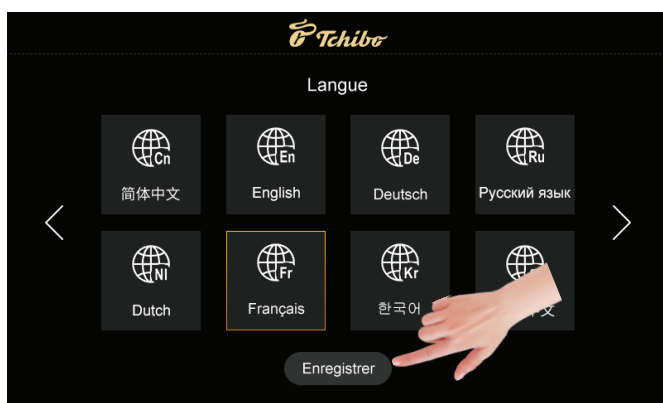 Tchibo
Langue
Cn
简体中文
En
English
De
Deutsch
Ru
Русский язык
Nl
Dutch
Fr
Français
Kr
한국어
文
Enregistrer